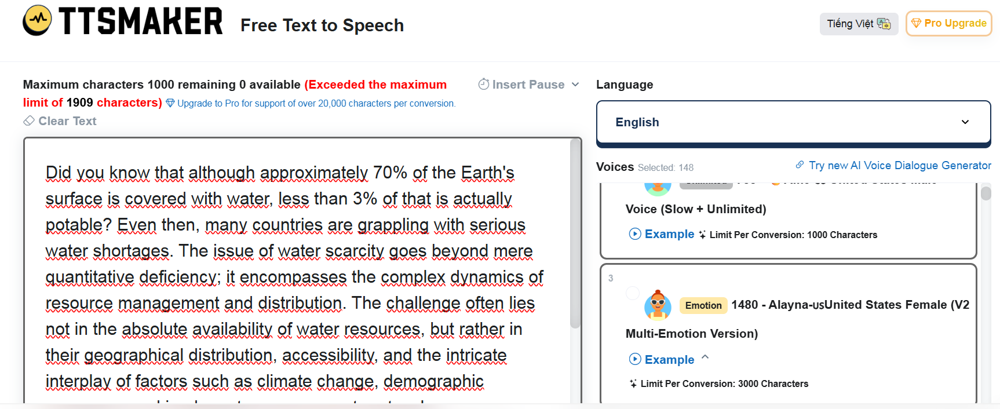 TTSMAKER
Free Text to Speech
Tiếng Việt
Pro Upgrade
Maximum characters 1000 remaining 0 available (Exceeded the maximum
limit of 1909 characters) Upgrade to Pro for support of over 20,000 characters per conversion.
Insert Pause
Clear Text
Did you know that although approximately 70% of the Earth's
surface is covered with water, less than 3% of that is actually
potable? Even then, many countries are grappling with serious
water shortages. The issue of water scarcity goes beyond mere
quantitative deficiency; it encompasses the complex dynamics of
resource management and distribution. The challenge often lies
not in the absolute availability of water resources, but rather in
their geographical distribution, accessibility, and the intricate
interplay of factors such as climate change, demographic
Language
English
Voices Selected: 148
Try new AI Voice Dialogue Generator
Voice (Slow + Unlimited)
Example Limit Per Conversion: 1000 Characters
3
Emotion 1480 - Alayna-usUnited States Female (V2
Multi-Emotion Version)
Example
Limit Per Conversion: 3000 Characters